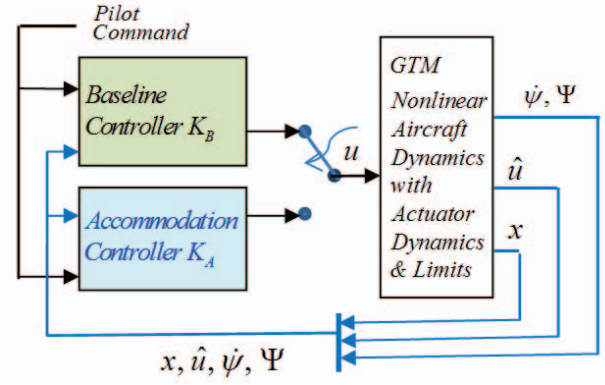 Pilot
Command
Baseline
Controller K_B
Accommodation
Controller K_A
u
GTM
Nonlinear
Aircraft
Dynamics
with
Actuator
Dynamics
& Limits
ψ̇, Ψ
û
x
x, û, ψ̇, Ψ